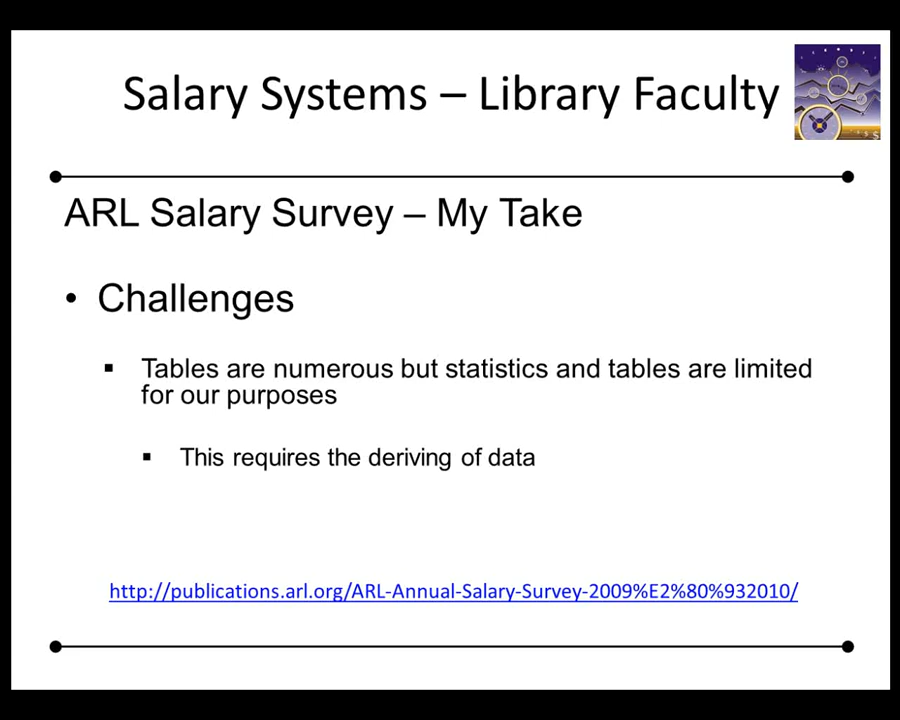 Salary Systems – Library Faculty
ARL Salary Survey – My Take
• Challenges
▪ Tables are numerous but statistics and tables are limited
for our purposes
▪ This requires the deriving of data
http://publications.arl.org/ARL-Annual-Salary-Survey-2009%E2%80%932010/